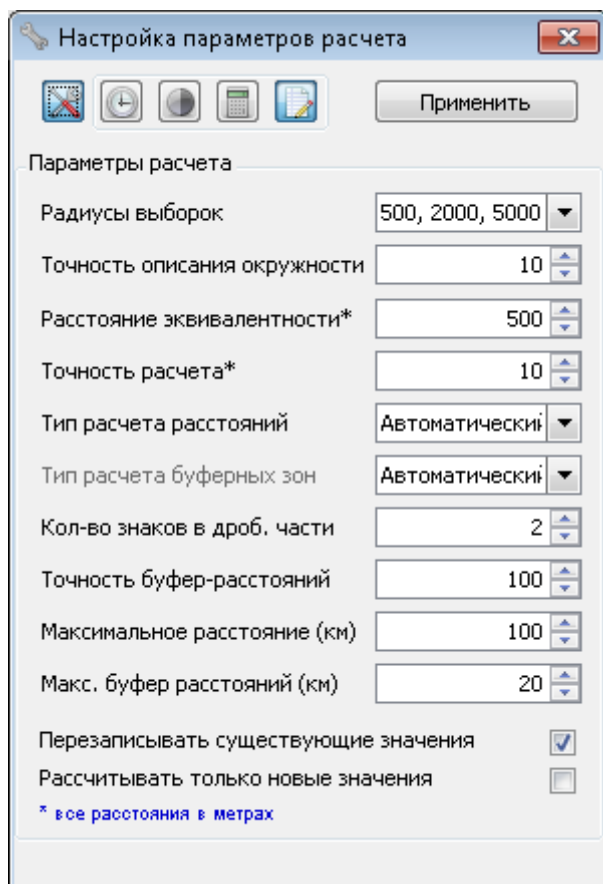 Настройка параметров расчета
Применить
Параметры расчета
Радиусы выборок 500, 2000, 5000
Точность описания окружности 10
Расстояние эквивалентности* 500
Точность расчета* 10
Тип расчета расстояний Автоматический
Тип расчета буферных зон Автоматический
Кол-во знаков в дроб. части 2
Точность буфер-расстояний 100
Максимальное расстояние (км) 100
Макс. буфер расстояний (км) 20
Перезаписывать существующие значения
Рассчитывать только новые значения
* все расстояния в метрах